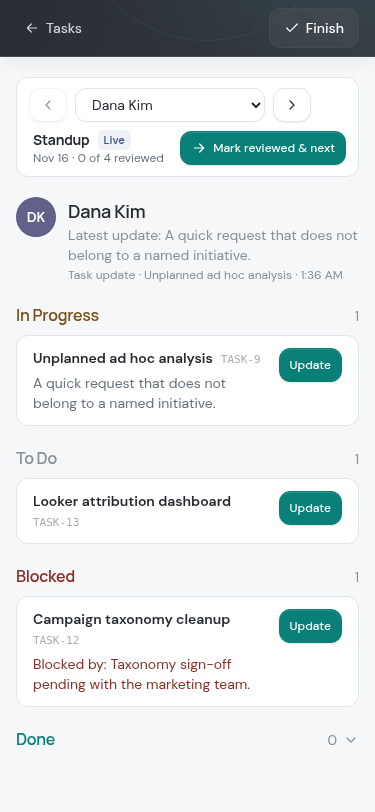 Tasks
Finish
Dana Kim
Standup Live
Nov 16 · 0 of 4 reviewed
Mark reviewed & next
DK
Dana Kim
Latest update: A quick request that does not
belong to a named initiative.
Task update · Unplanned ad hoc analysis · 1:36 AM
In Progress 1
Unplanned ad hoc analysis TASK-9
Update
A quick request that does not
belong to a named initiative.
To Do 1
Looker attribution dashboard
Update
TASK-13
Blocked 1
Campaign taxonomy cleanup
Update
TASK-12
Blocked by: Taxonomy sign-off
pending with the marketing team.
Done 0